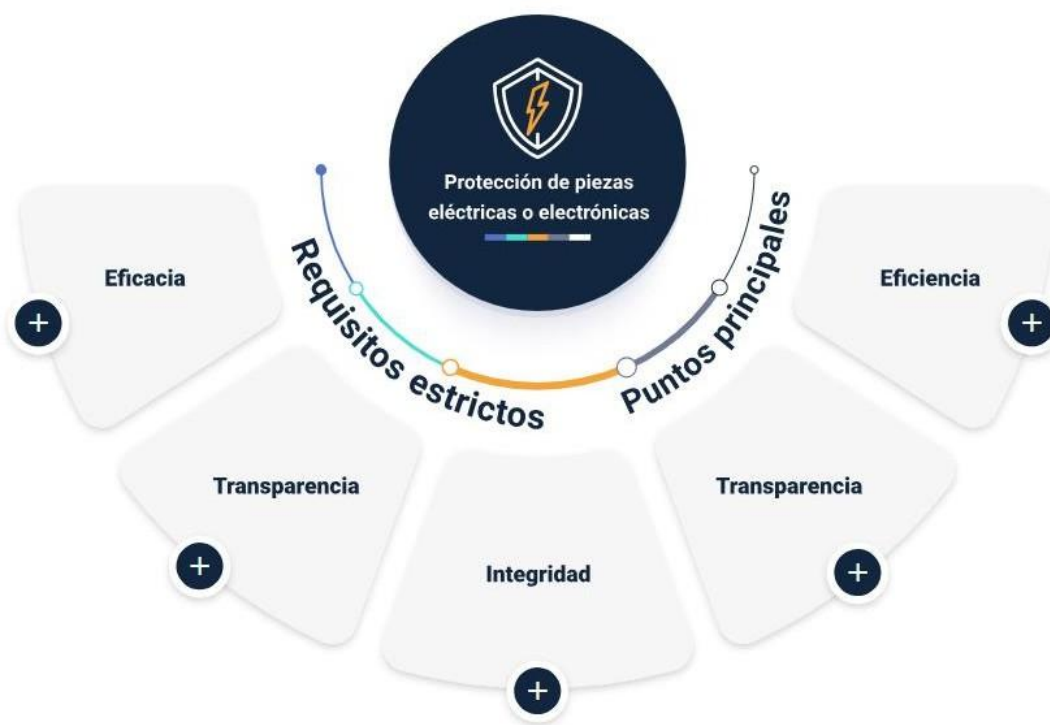 Protección de piezas
eléctricas o electrónicas
Requisitos estrictos
Puntos principales
Eficacia
Transparencia
Integridad
Transparencia
Eficiencia